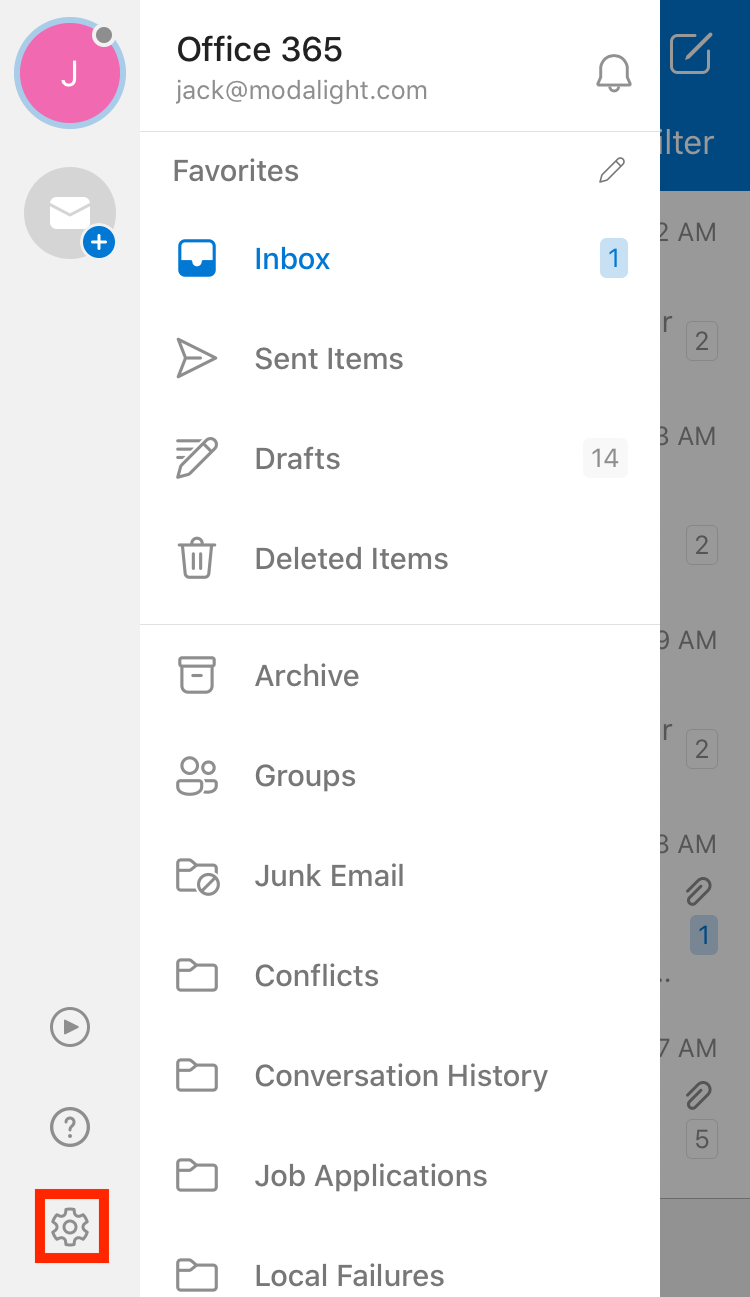 J
Office 365
jack@modalight.com
Favorites
Inbox 1
Sent Items
Drafts 14
Deleted Items
Archive
Groups
Junk Email
Conflicts
Conversation History
Job Applications
Local Failures
?
ilter
2 AM
r
2
3 AM
2
9 AM
r
2
8 AM
1
..
7 AM
5